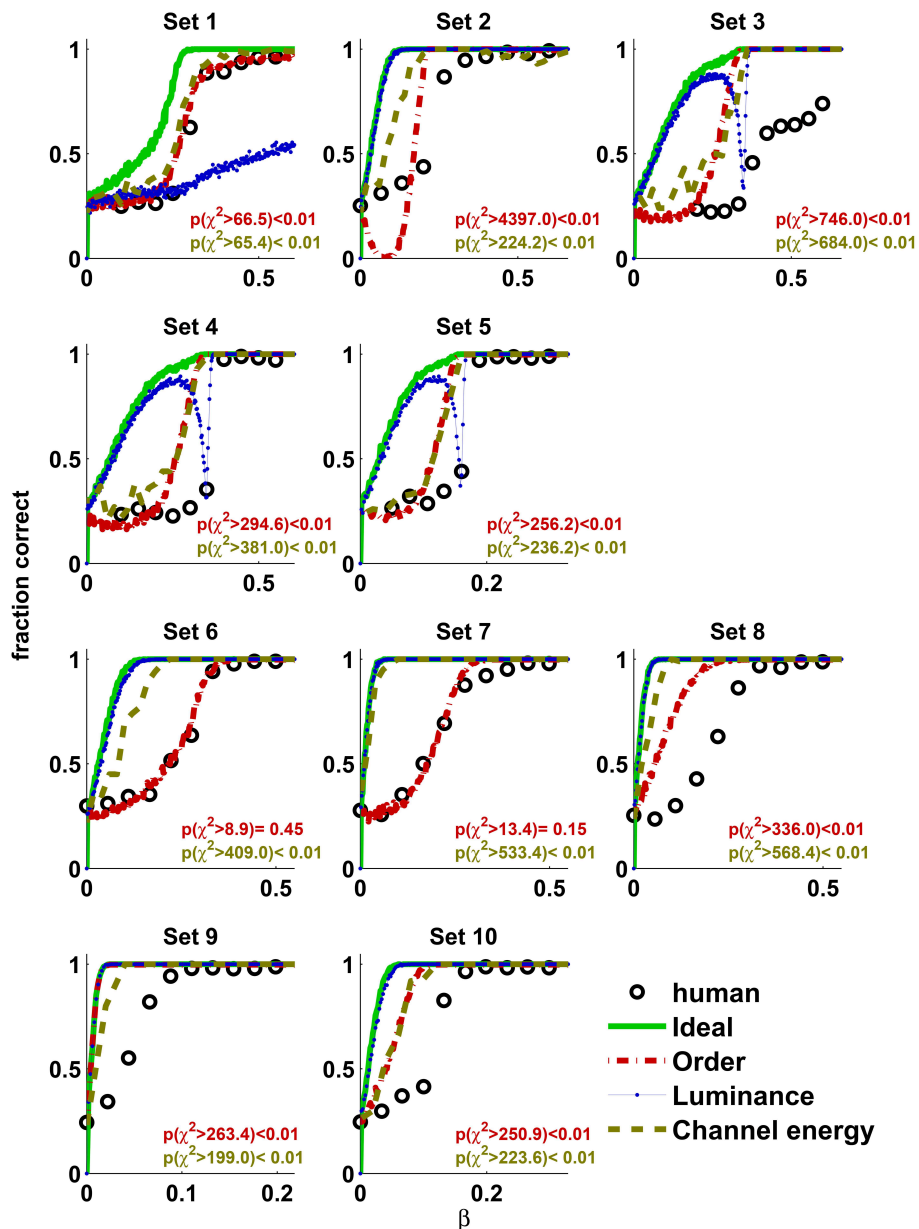 Set 1
Set 2
Set 3
1
0.5
0
0
0.5
p(χ²>66.5)<0.01
p(χ²>65.4)< 0.01
1
0.5
0
0
0.5
p(χ²>4397.0)<0.01
p(χ²>224.2)< 0.01
1
0.5
0
0
0.5
p(χ²>746.0)<0.01
p(χ²>684.0)< 0.01
Set 4
Set 5
1
0.5
0
0
0.5
p(χ²>294.6)<0.01
p(χ²>381.0)< 0.01
1
0.5
0
0
0.2
p(χ²>256.2)<0.01
p(χ²>236.2)< 0.01
fraction correct
Set 6
Set 7
Set 8
1
0.5
0
0
0.5
p(χ²>8.9)= 0.45
p(χ²>409.0)< 0.01
1
0.5
0
0
0.5
p(χ²>13.4)= 0.15
p(χ²>533.4)< 0.01
1
0.5
0
0
0.5
p(χ²>336.0)<0.01
p(χ²>568.4)< 0.01
Set 9
Set 10
1
0.5
0
0
0.1
0.2
p(χ²>263.4)<0.01
p(χ²>199.0)< 0.01
1
0.5
0
0
0.2
p(χ²>250.9)<0.01
p(χ²>223.6)< 0.01
β
human
Ideal
Order
Luminance
Channel energy